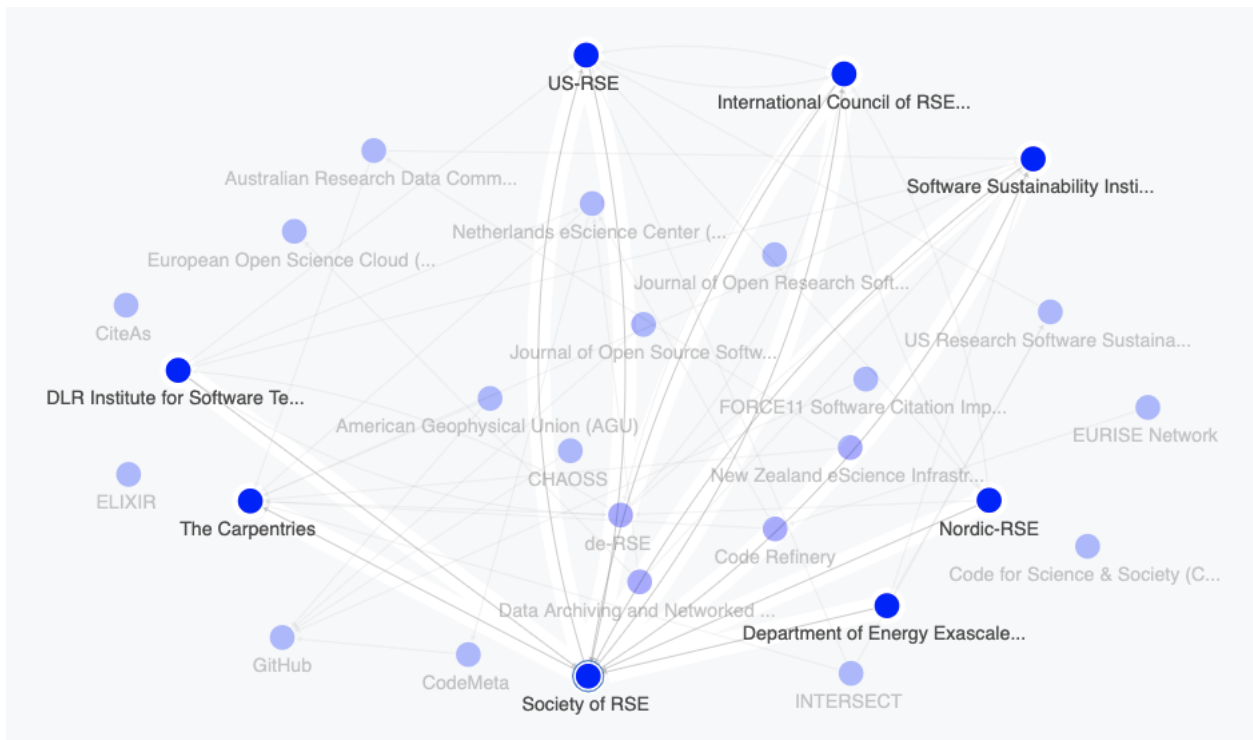 US-RSE
International Council of RSE...
Australian Research Data Comm...
Software Sustainability Insti...
Netherlands eScience Center (...
European Open Science Cloud (...
Journal of Open Research Soft...
CiteAs
US Research Software Sustaina...
Journal of Open Source Softw...
DLR Institute for Software Te...
FORCE11 Software Citation Imp...
American Geophysical Union (AGU)
EURISE Network
CHAOSS
New Zealand eScience Infrastr...
ELIXIR
The Carpentries
Nordic-RSE
de-RSE
Code Refinery
Code for Science & Society (C...
Data Archiving and Networked ...
Department of Energy Exascale...
GitHub
CodeMeta
INTERSECT
Society of RSE